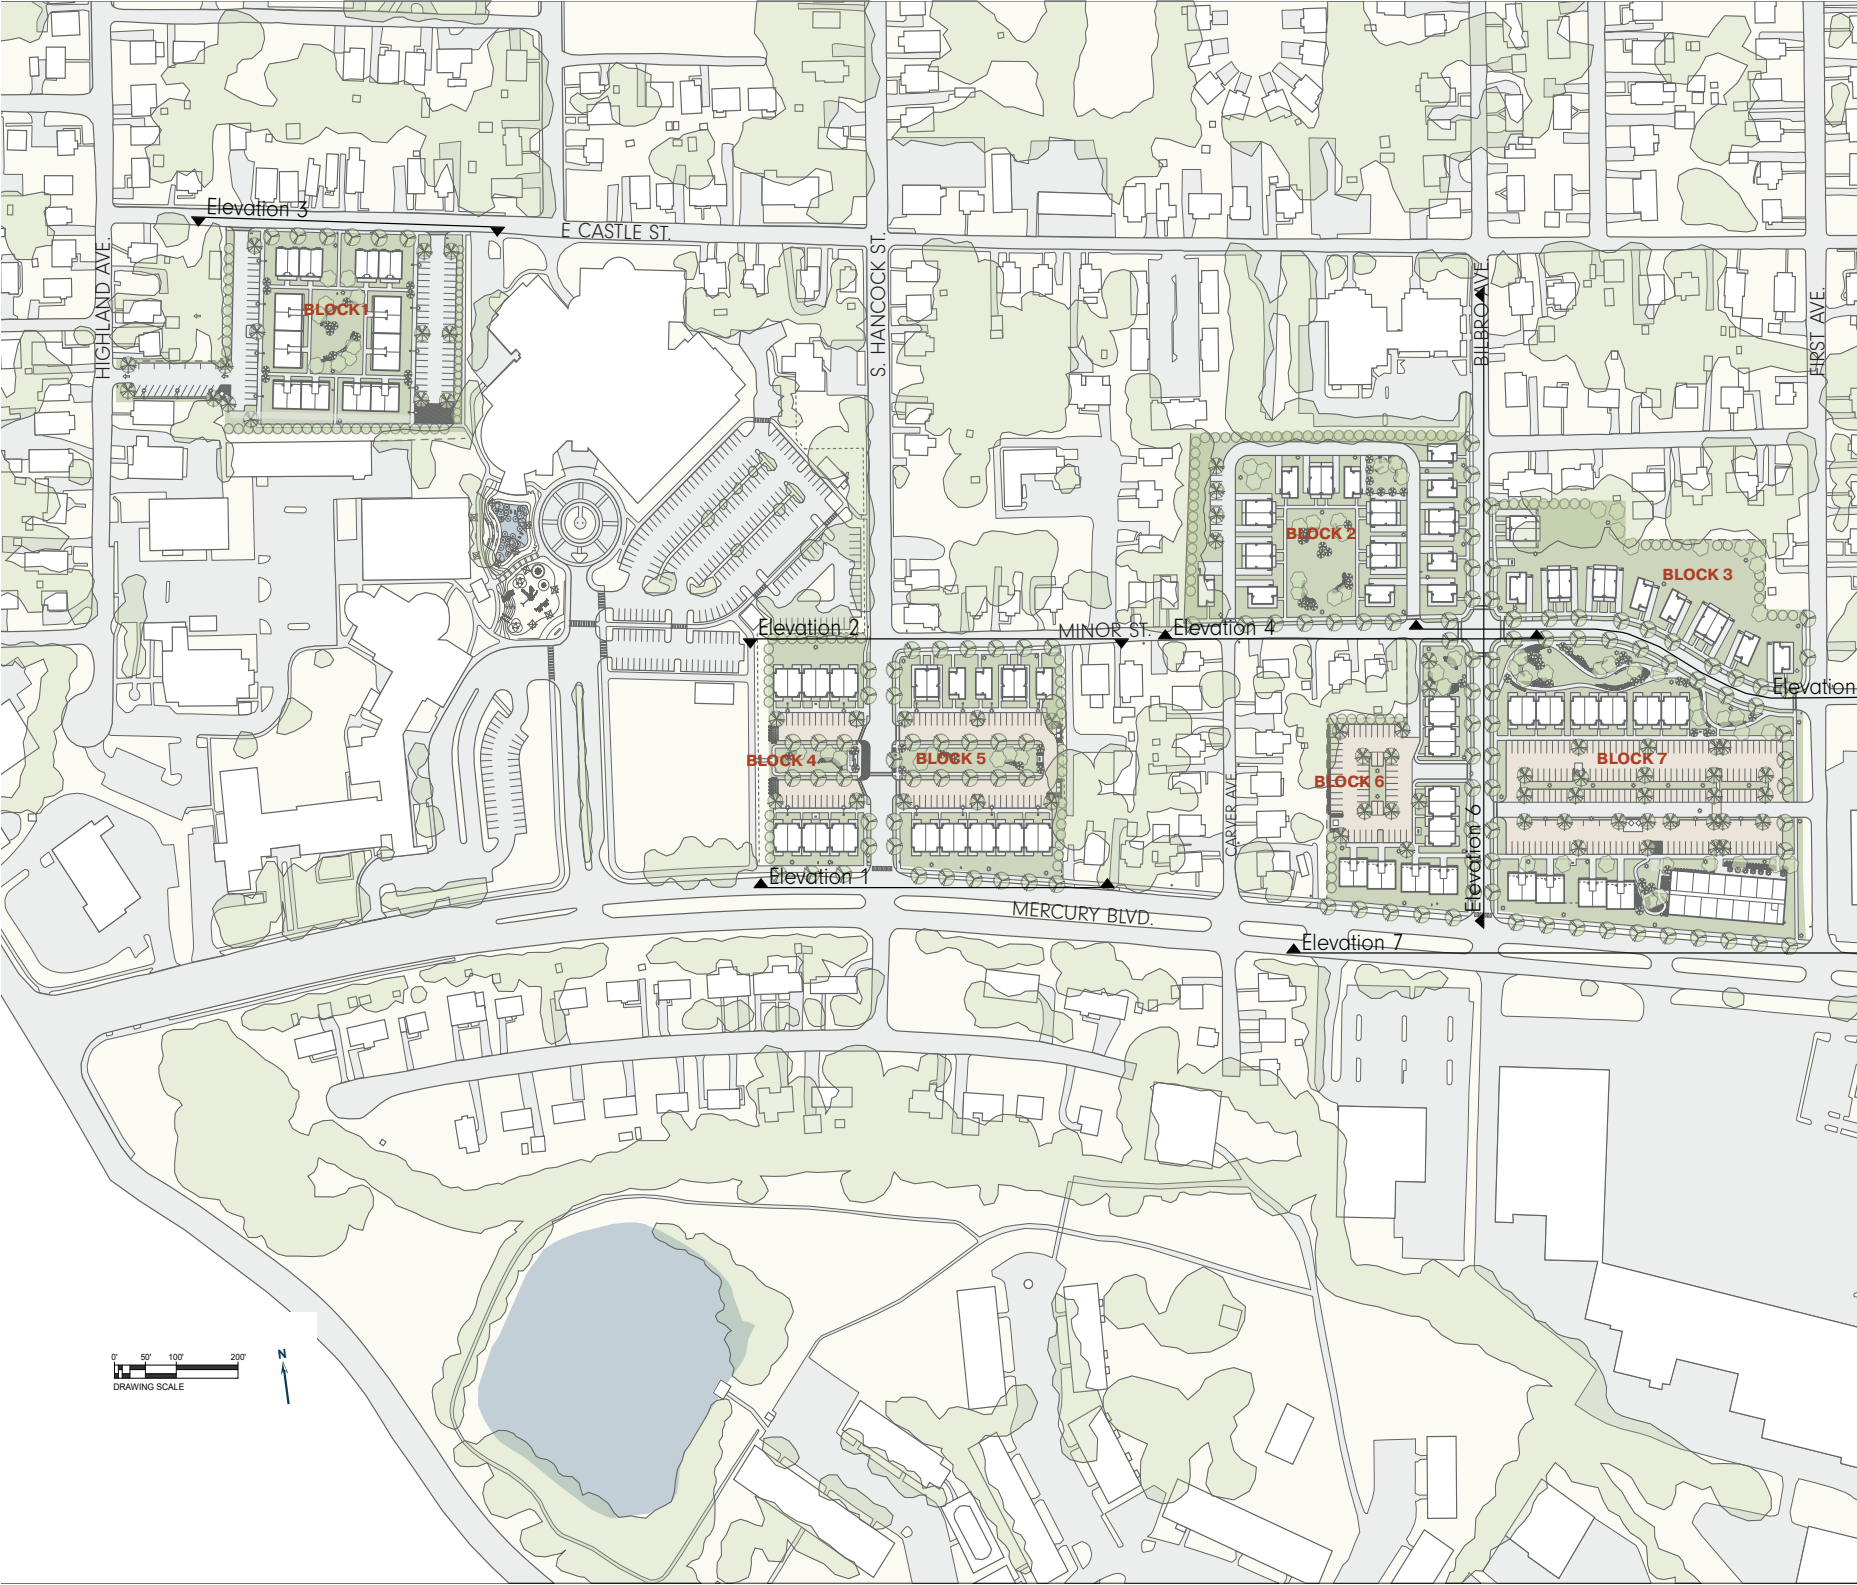 Elevation 3
E CASTLE ST.
HIGHLAND AVE.
S. HANCOCK ST.
BILBRO AVE.
FIRST AVE.
BLOCK1
BLOCK 2
BLOCK 3
Elevation 2
MINOR ST.
Elevation 4
Elevation
BLOCK 4
BLOCK 5
BLOCK 6
BLOCK 7
CARVER AVE
Elevation 6
Elevation 1
MERCURY BLVD.
Elevation 7
0' 50' 100' 200'
DRAWING SCALE
N